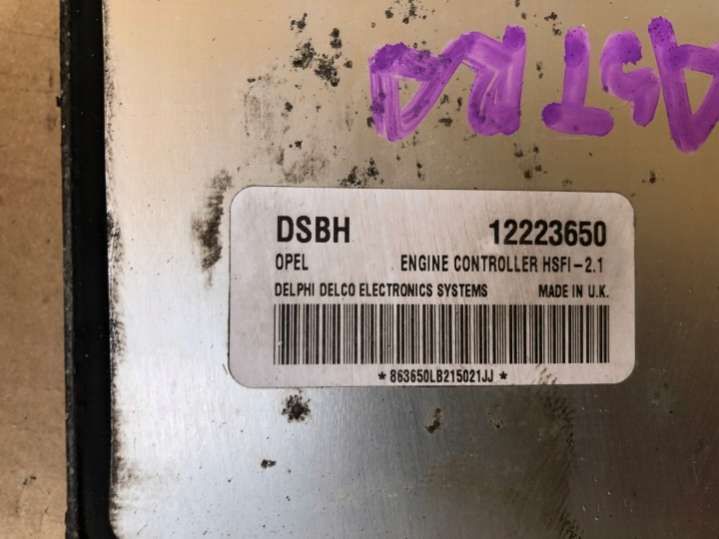 ASTRA
DSBH 12223650
OPEL ENGINE CONTROLLER HSFI-2.1
DELPHI DELCO ELECTRONICS SYSTEMS MADE IN U.K.
* 863650LB215021JJ *